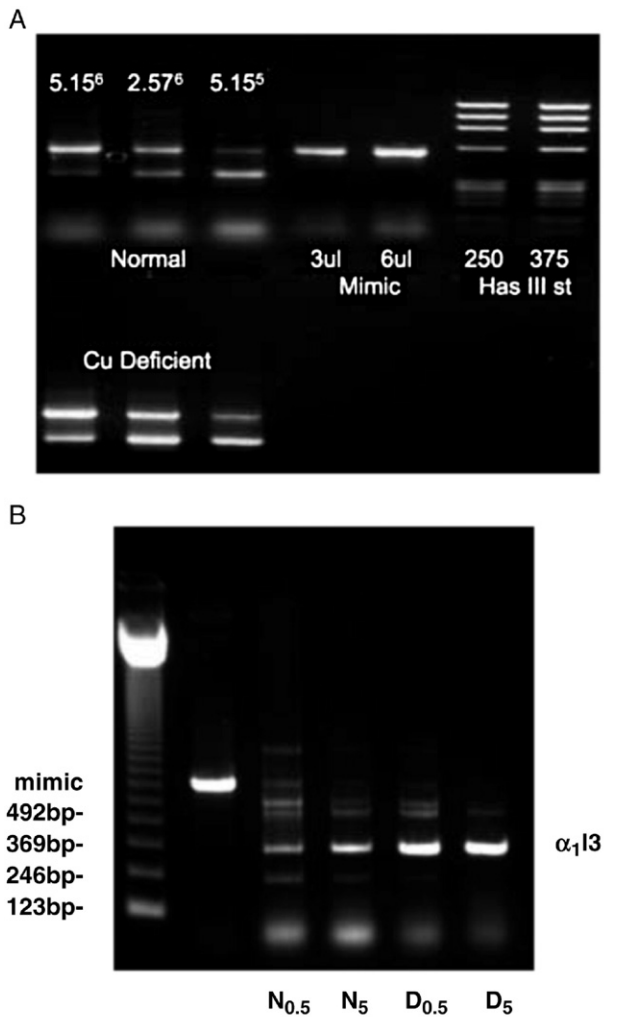 A
5.15⁶ 2.57⁶ 5.15⁵
Normal
3ul 6ul
Mimic
250 375
Has III st
Cu Deficient
B
mimic
492bp-
369bp-
246bp-
123bp-
α₁I3
N₀.₅ N₅ D₀.₅ D₅